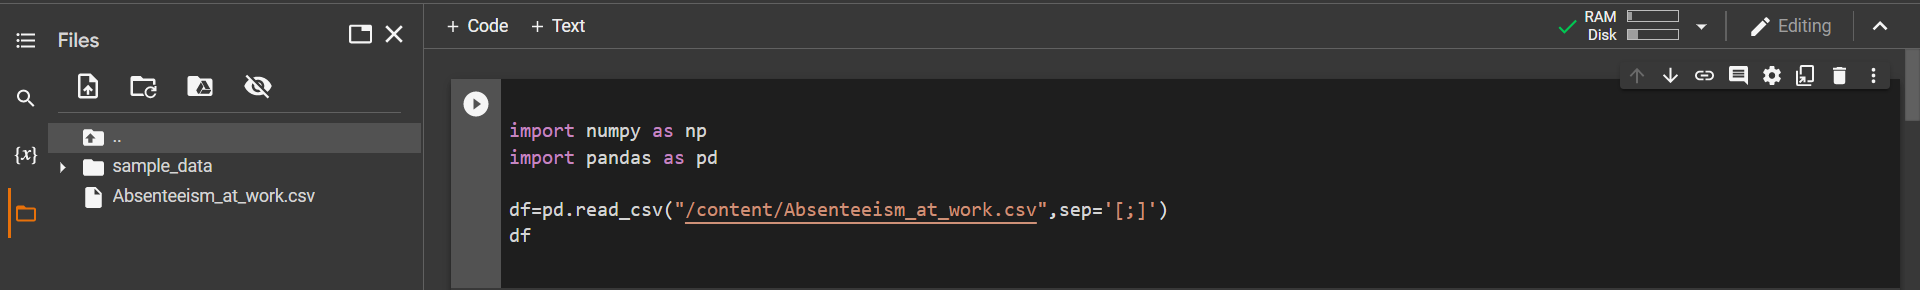 Files
+ Code + Text
RAM
Disk
Editing
..
sample_data
Absenteeism_at_work.csv
{x}
import numpy as np
import pandas as pd
df=pd.read_csv("/content/Absenteeism_at_work.csv",sep='[;]')
df